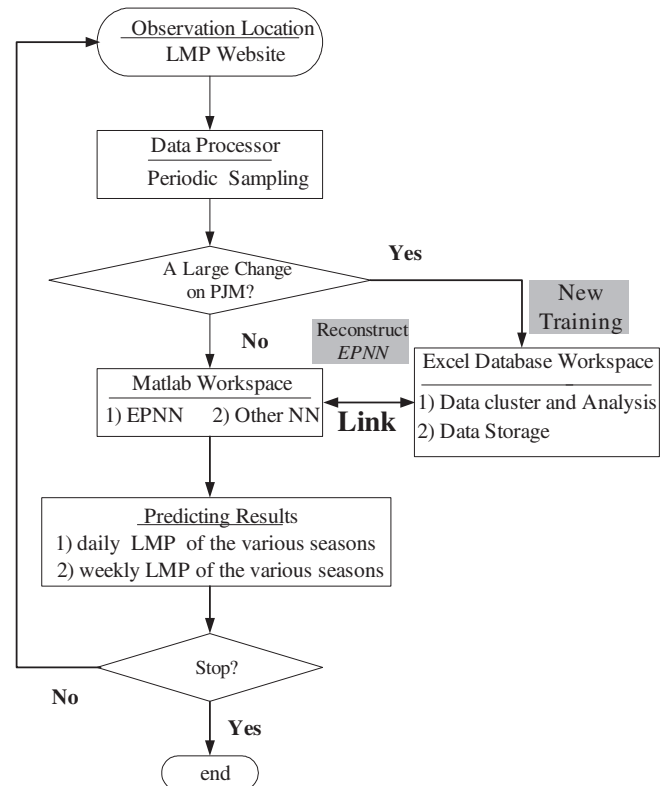 Observation Location
LMP Website
Data Processor
Periodic Sampling
A Large Change
on PJM?
Yes
No
New
Training
Reconstruct
EPNN
Matlab Workspace
1) EPNN 2) Other NN
Link
Excel Database Workspace
1) Data cluster and Analysis
2) Data Storage
Predicting Results
1) daily LMP of the various seasons
2) weekly LMP of the various seasons
Stop?
No
Yes
end